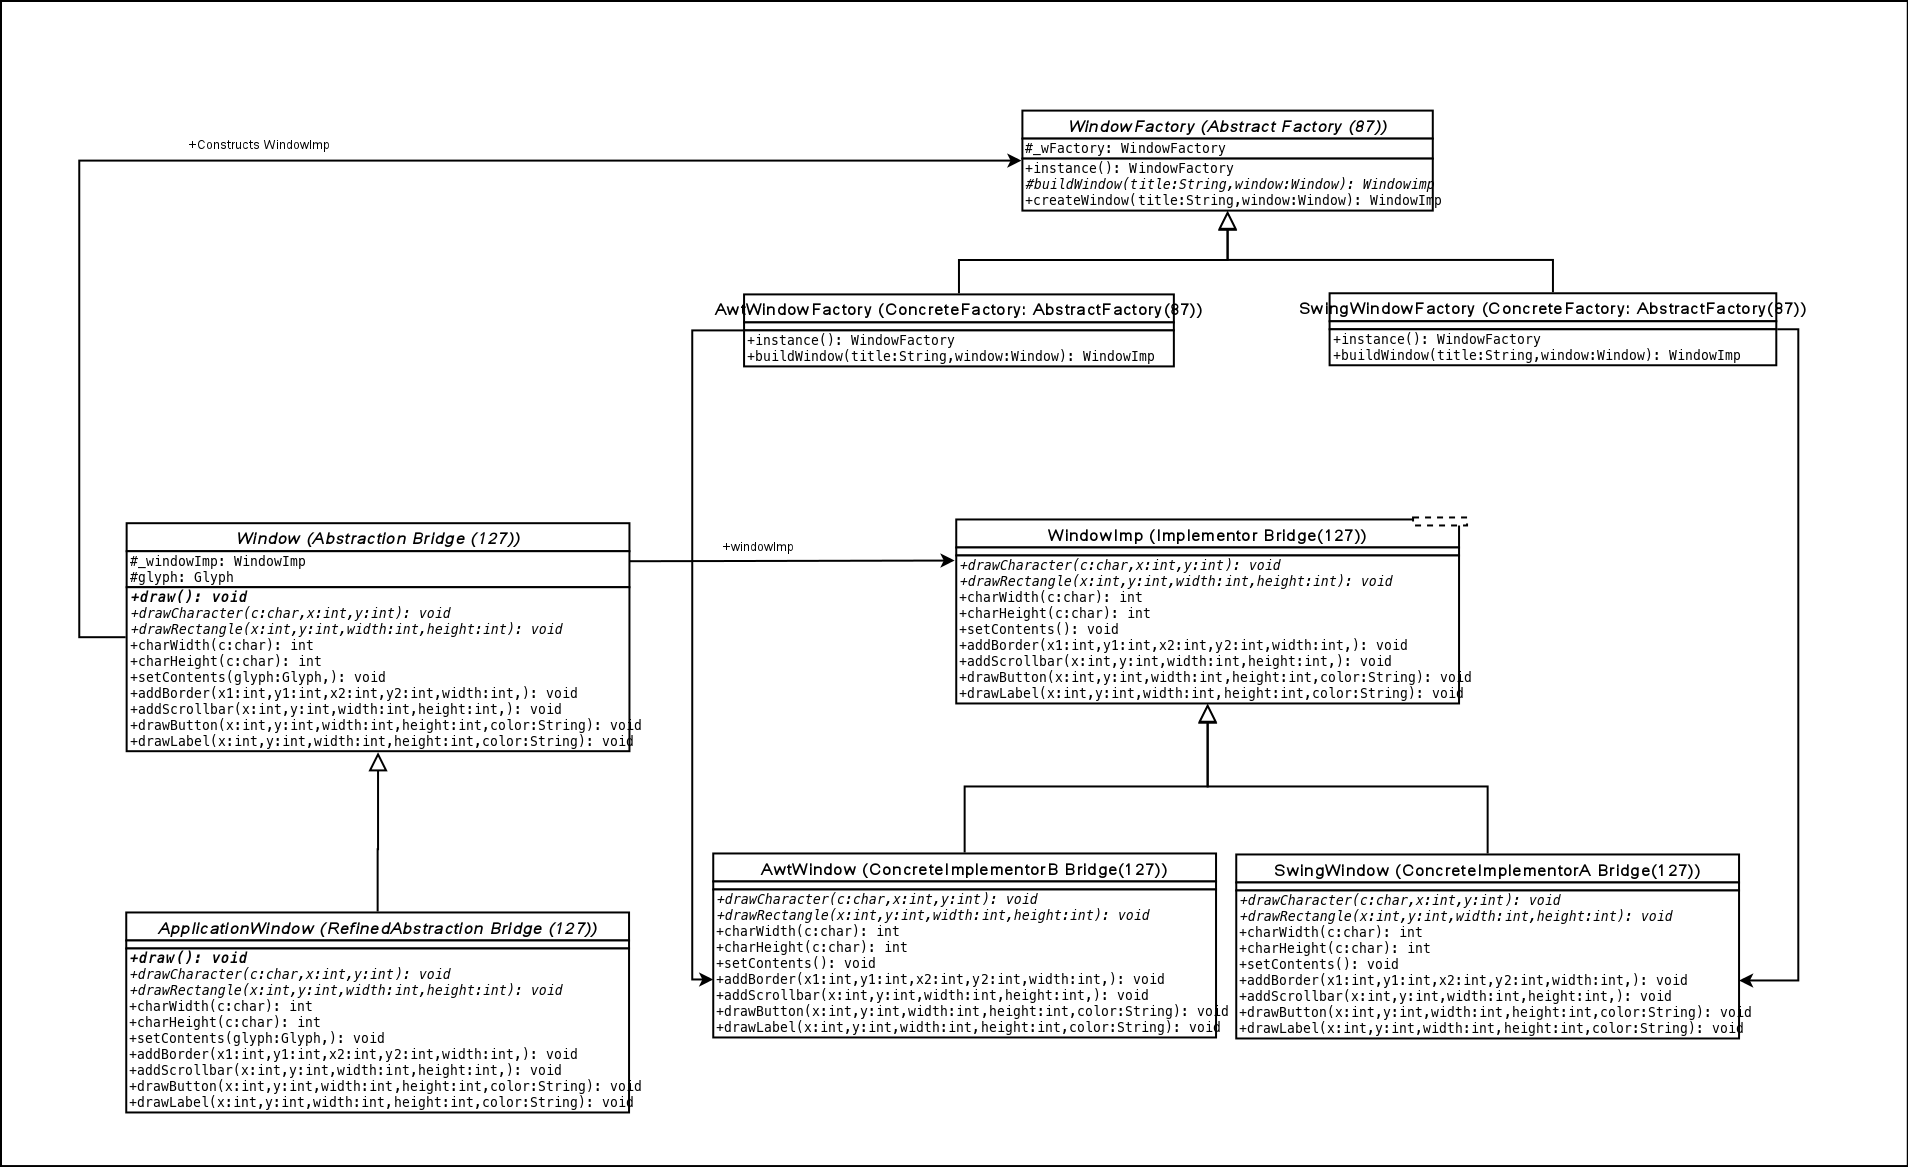 WindowFactory (Abstract Factory (87))
#_wFactory: WindowFactory
+instance(): WindowFactory
#buildWindow(title:String,window:Window): Windowimp
+createWindow(title:String,window:Window): WindowImp
+Constructs WindowImp
AwtWindowFactory (ConcreteFactory: AbstractFactory(87))
+instance(): WindowFactory
+buildWindow(title:String,window:Window): WindowImp
SwingWindowFactory (ConcreteFactory: AbstractFactory(87))
+instance(): WindowFactory
+buildWindow(title:String,window:Window): WindowImp
Window (Abstraction Bridge (127))
#_windowImp: WindowImp
#glyph: Glyph
+draw(): void
+drawCharacter(c:char,x:int,y:int): void
+drawRectangle(x:int,y:int,width:int,height:int): void
+charWidth(c:char): int
+charHeight(c:char): int
+setContents(glyph:Glyph,): void
+addBorder(x1:int,y1:int,x2:int,y2:int,width:int,): void
+addScrollbar(x:int,y:int,width:int,height:int,): void
+drawButton(x:int,y:int,width:int,height:int,color:String): void
+drawLabel(x:int,y:int,width:int,height:int,color:String): void
+windowImp
WindowImp (Implementor Bridge(127))
+drawCharacter(c:char,x:int,y:int): void
+drawRectangle(x:int,y:int,width:int,height:int): void
+charWidth(c:char): int
+charHeight(c:char): int
+setContents(): void
+addBorder(x1:int,y1:int,x2:int,y2:int,width:int,): void
+addScrollbar(x:int,y:int,width:int,height:int,): void
+drawButton(x:int,y:int,width:int,height:int,color:String): void
+drawLabel(x:int,y:int,width:int,height:int,color:String): void
ApplicationWindow (RefinedAbstraction Bridge (127))
+draw(): void
+drawCharacter(c:char,x:int,y:int): void
+drawRectangle(x:int,y:int,width:int,height:int): void
+charWidth(c:char): int
+charHeight(c:char): int
+setContents(glyph:Glyph,): void
+addBorder(x1:int,y1:int,x2:int,y2:int,width:int,): void
+addScrollbar(x:int,y:int,width:int,height:int,): void
+drawButton(x:int,y:int,width:int,height:int,color:String): void
+drawLabel(x:int,y:int,width:int,height:int,color:String): void
AwtWindow (ConcreteImplementorB Bridge(127))
+drawCharacter(c:char,x:int,y:int): void
+drawRectangle(x:int,y:int,width:int,height:int): void
+charWidth(c:char): int
+charHeight(c:char): int
+setContents(): void
+addBorder(x1:int,y1:int,x2:int,y2:int,width:int,): void
+addScrollbar(x:int,y:int,width:int,height:int,): void
+drawButton(x:int,y:int,width:int,height:int,color:String): void
+drawLabel(x:int,y:int,width:int,height:int,color:String): void
SwingWindow (ConcreteImplementorA Bridge(127))
+drawCharacter(c:char,x:int,y:int): void
+drawRectangle(x:int,y:int,width:int,height:int): void
+charWidth(c:char): int
+charHeight(c:char): int
+setContents(): void
+addBorder(x1:int,y1:int,x2:int,y2:int,width:int,): void
+addScrollbar(x:int,y:int,width:int,height:int,): void
+drawButton(x:int,y:int,width:int,height:int,color:String): void
+drawLabel(x:int,y:int,width:int,height:int,color:String): void